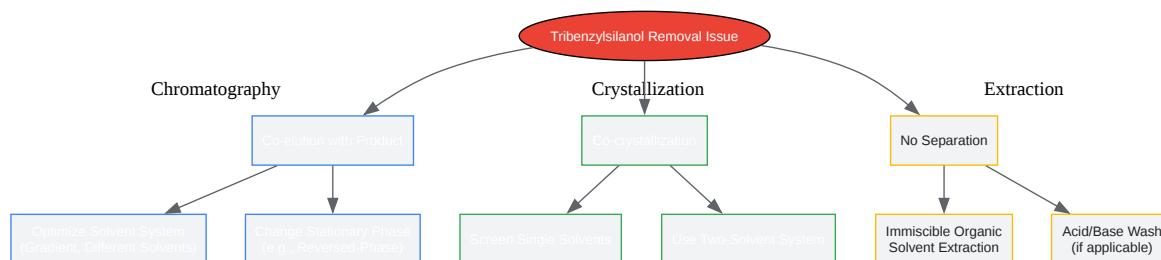 Tribenzylsilanol Removal Issue
Chromatography
Crystallization
Extraction
Co-elution with Product
Co-crystallization
No Separation
Optimize Solvent System
(Gradient, Different Solvents)
Change Stationary Phase
(e.g., Reversed-Phase)
Screen Single Solvents
Use Two-Solvent System
Immiscible Organic
Solvent Extraction
Acid/Base Wash
(if applicable)